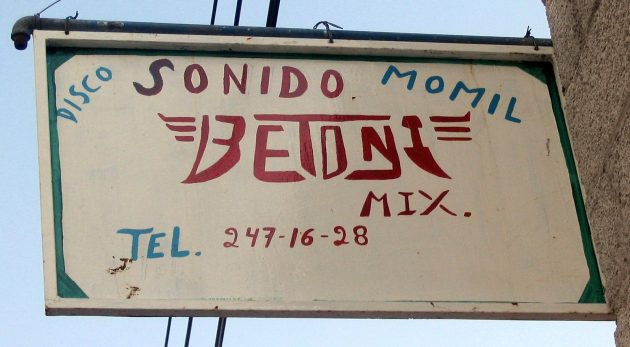 DISCO SONIDO MOMIL
BETONI
MIX.
TEL. 247-16-28